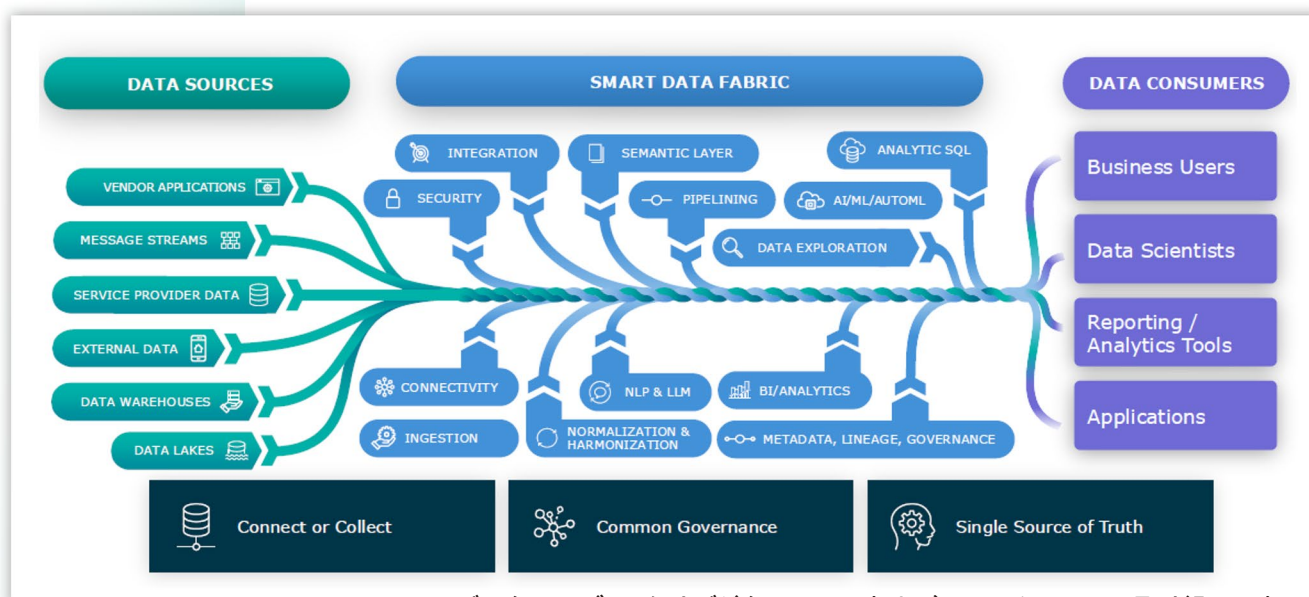 DATA SOURCES
SMART DATA FABRIC
DATA CONSUMERS
VENDOR APPLICATIONS
MESSAGE STREAMS
SERVICE PROVIDER DATA
EXTERNAL DATA
DATA WAREHOUSES
DATA LAKES
INTEGRATION
SEMANTIC LAYER
ANALYTIC SQL
SECURITY
PIPELINING
AI/ML/AUTOML
DATA EXPLORATION
CONNECTIVITY
NLP & LLM
BI/ANALYTICS
INGESTION
NORMALIZATION &
HARMONIZATION
METADATA, LINEAGE, GOVERNANCE
Business Users
Data Scientists
Reporting /
Analytics Tools
Applications
Connect or Collect
Common Governance
Single Source of Truth